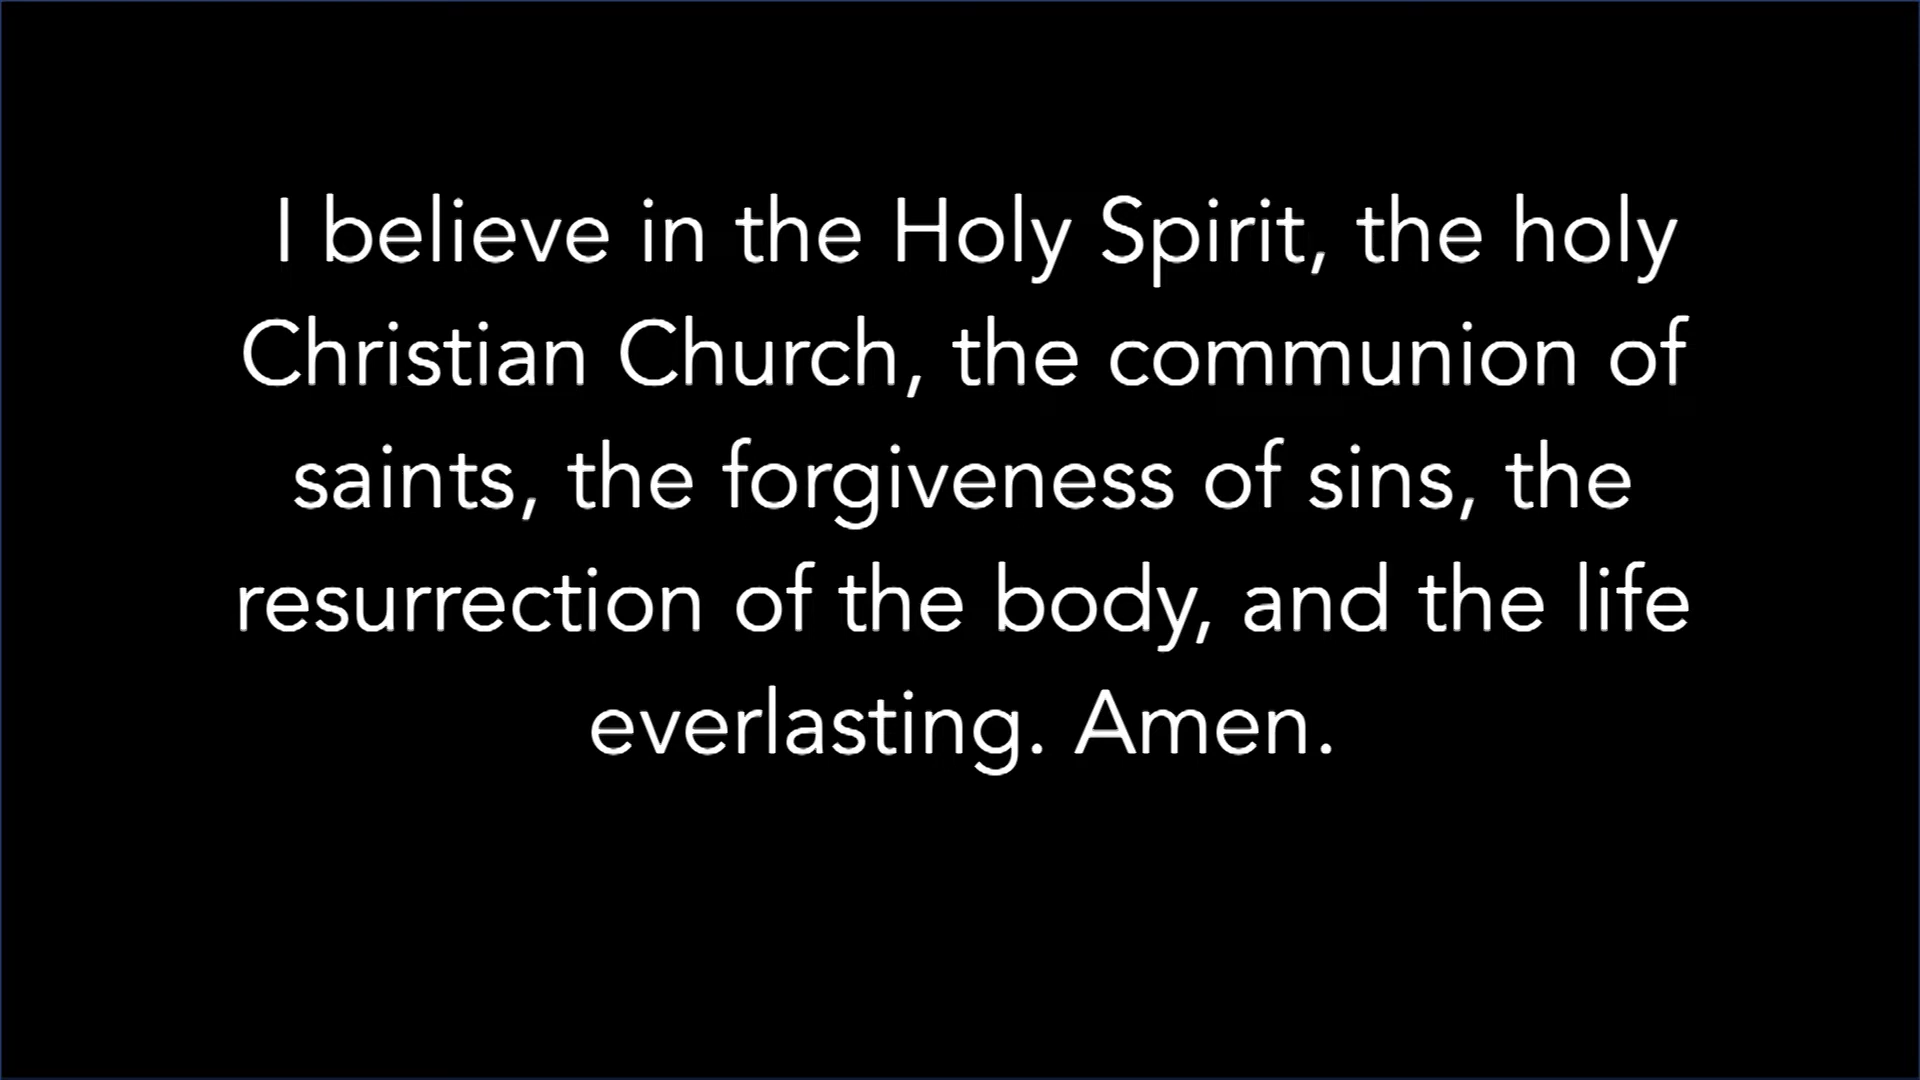 I believe in the Holy Spirit, the holy
Christian Church, the communion of
saints, the forgiveness of sins, the
resurrection of the body, and the life
everlasting. Amen.